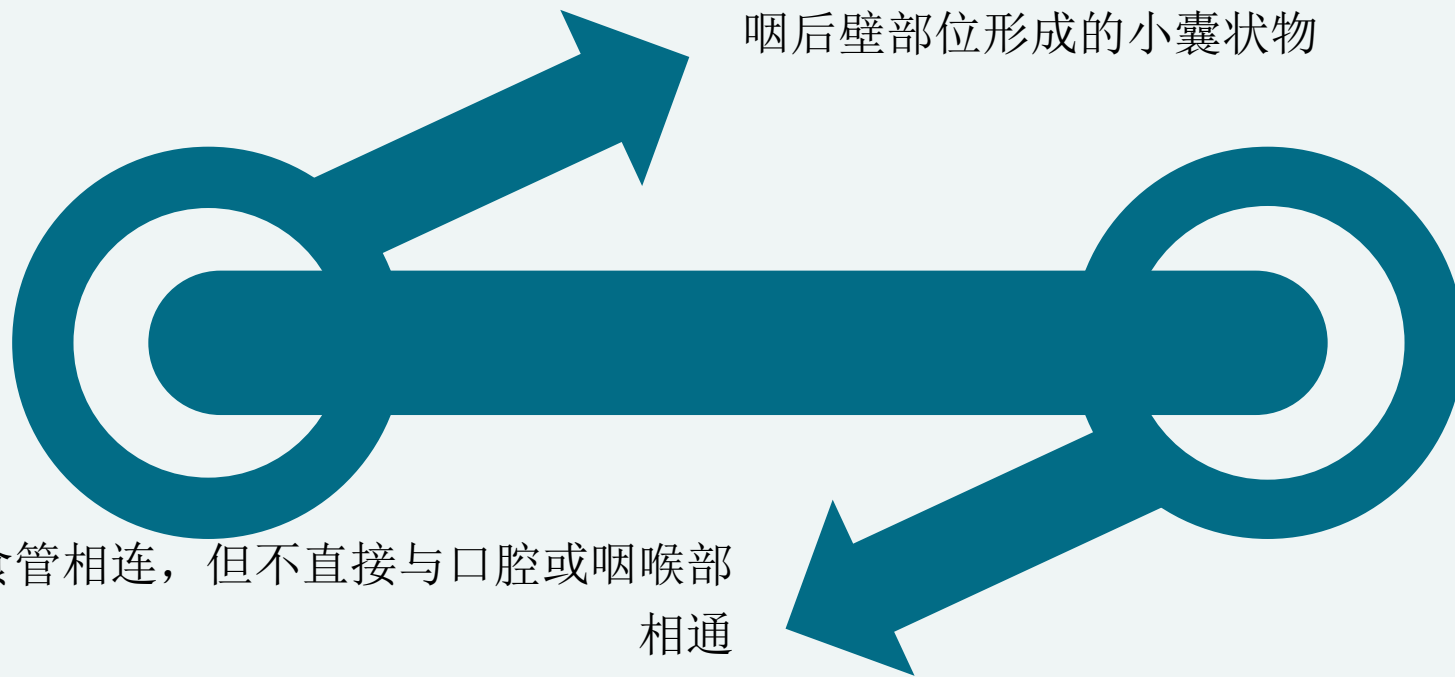 咽后壁部位形成的小囊状物
食管相连，但不直接与口腔或咽喉部
相通